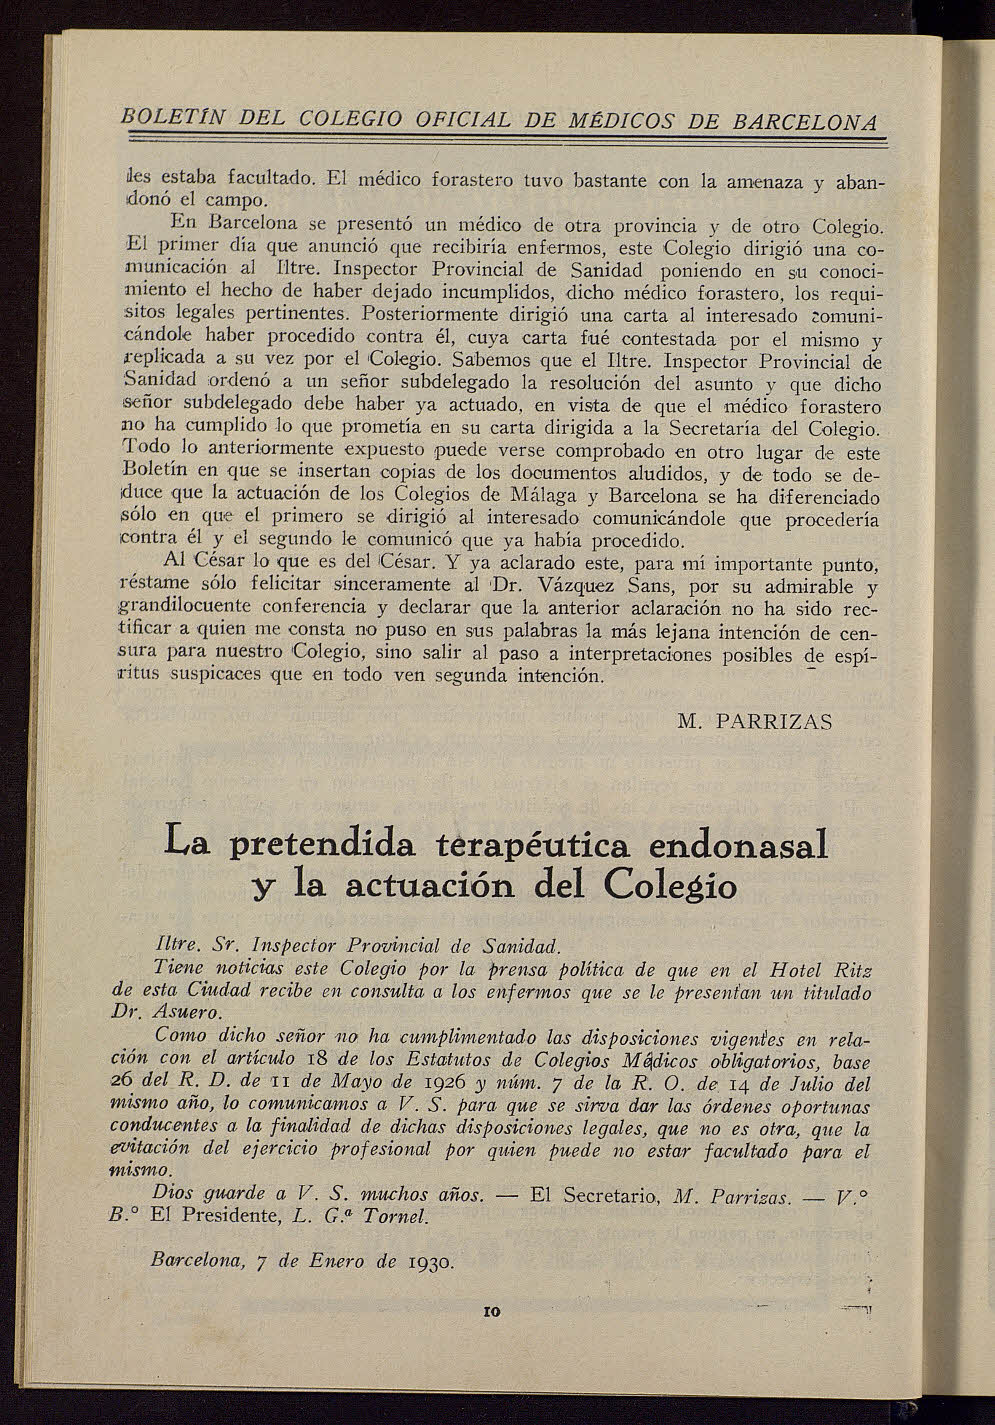 BOLETÍN DEL COLEGIO OFICIAL DE MÉDICOS DE BARCELONA
les estaba facultado. El médico forastero tuvo bastante con la amenaza y aban-
donó el campo.
En Barcelona se presentó un médico de otra provincia y de otro Colegio.
El primer día que anunció que recibiría enfermos, este Colegio dirigió una co-
municación al Iltre. Inspector Provincial de Sanidad poniendo en su conoci-
miento el hecho de haber dejado incumplidos, dicho médico forastero, los requi-
sitos legales pertinentes. Posteriormente dirigió una carta al interesado comuni-
cándole haber procedido contra él, cuya carta fué contestada por el mismo y
replicada a su vez por el Colegio. Sabemos que el Iltre. Inspector Provincial de
Sanidad ordenó a un señor subdelegado la resolución del asunto y que dicho
señor subdelegado debe haber ya actuado, en vista de que el médico forastero
no ha cumplido lo que prometía en su carta dirigida a la Secretaría del Colegio.
Todo lo anteriormente expuesto puede verse comprobado en otro lugar de este
Boletín en que se insertan copias de los documentos aludidos, y de todo se de-
duce que la actuación de los Colegios de Málaga y Barcelona se ha diferenciado
sólo en que el primero se dirigió al interesado comunicándole que procedería
contra él y el segundo le comunicó que ya había procedido.
Al César lo que es del César. Y ya aclarado este, para mí importante punto,
réstame sólo felicitar sinceramente al Dr. Vázquez Sans, por su admirable y
grandilocuente conferencia y declarar que la anterior aclaración no ha sido rec-
tificar a quien me consta no puso en sus palabras la más lejana intención de cen-
sura para nuestro Colegio, sino salir al paso a interpretaciones posibles de espí-
ritus suspicaces que en todo ven segunda intención.
M. PARRIZAS
La pretendida terapéutica endonasal
y la actuación del Colegio
Iltre. Sr. Inspector Provincial de Sanidad.
Tiene noticias este Colegio por la prensa política de que en el Hotel Ritz
de esta Ciudad recibe en consulta a los enfermos que se le presentan un titulado
Dr. Asuero.
Como dicho señor no ha cumplimentado las disposiciones vigentes en rela-
ción con el artículo 18 de los Estatutos de Colegios Médicos obligatorios, base
26 del R. D. de 11 de Mayo de 1926 y núm. 7 de la R. O. de 14 de Julio del
mismo año, lo comunicamos a V. S. para que se sirva dar las órdenes oportunas
conducentes a la finalidad de dichas disposiciones legales, que no es otra, que la
evitación del ejercicio profesional por quien puede no estar facultado para el
mismo.
Dios guarde a V. S. muchos años. — El Secretario, M. Parrizas. — V.º
B.º El Presidente, L. G.ª Tornel.
Barcelona, 7 de Enero de 1930.
10